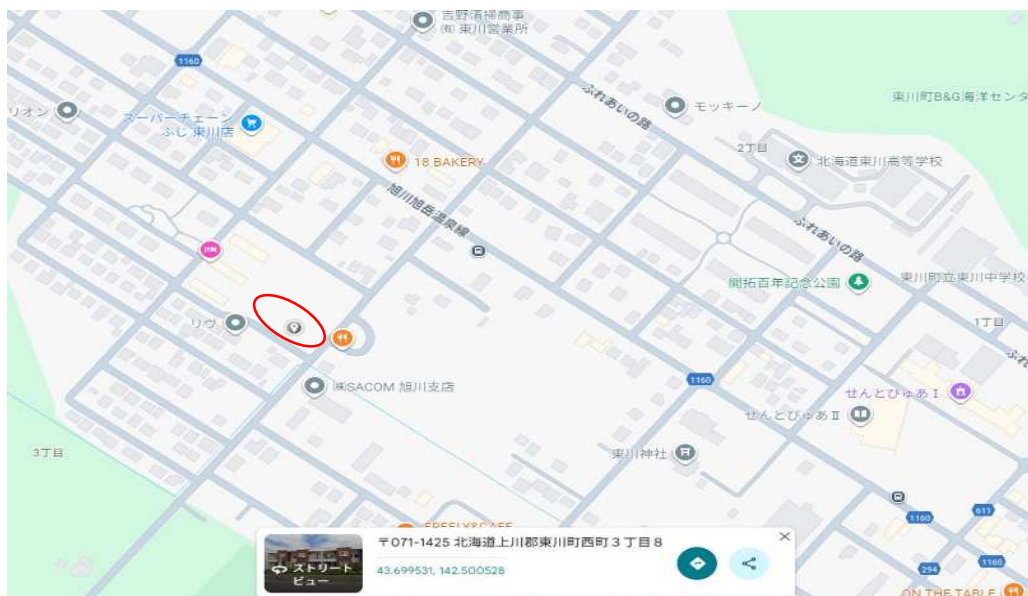 吉野清掃商事
㈲ 東川営業所
1160
リオン
スーパーチェーン
ふじ 東川店
18 BAKERY
旭川旭岳温泉線
ふれあいの路
モッキーノ
東川町B&G海洋センタ
2丁目
北海道東川高等学校
ふれあいの路
開拓百年記念公園
東川町立東川中学校
1丁目
リヴ
㈱SACOM 旭川支店
1160
せんとぴゅあ I
せんとぴゅあ II
東川神社
3丁目
1160
611
294
1160
ON THE TABLE
〒071-1425 北海道上川郡東川町西町3丁目8
43.699531, 142.500528
ストリート
ビュー